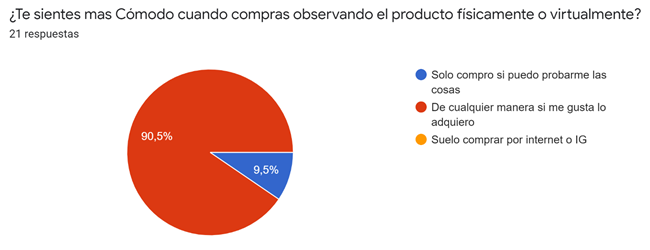 ¿Te sientes mas Cómodo cuando compras observando el producto físicamente o virtualmente?
21 respuestas
Solo compro si puedo probarme las
cosas
De cualquier manera si me gusta lo
adquiero
Suelo comprar por internet o IG
90,5%
9,5%